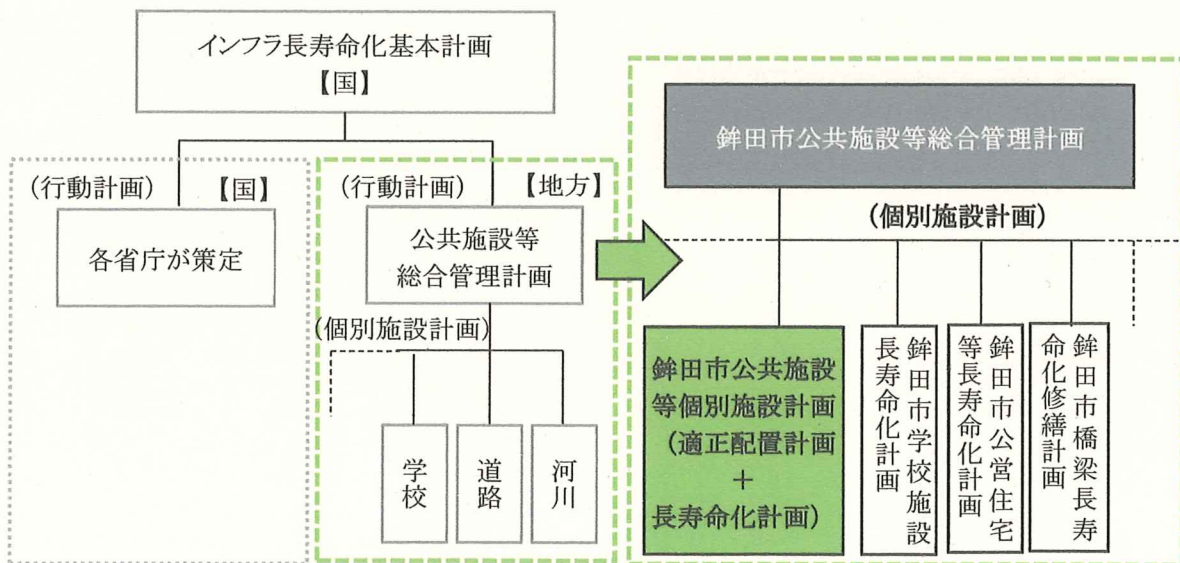 インフラ長寿命化基本計画
【国】
(行動計画)
【国】
各省庁が策定
(行動計画)
【地方】
公共施設等
総合管理計画
(個別施設計画)
学校
道路
河川
鉾田市公共施設等総合管理計画
(個別施設計画)
鉾田市公共施設
等個別施設計画
(適正配置計画
+
長寿命化計画)
鉾田市学校施設
長寿命化計画
鉾田市公営住宅
等長寿命化計画
鉾田市橋梁長寿
命化修繕計画